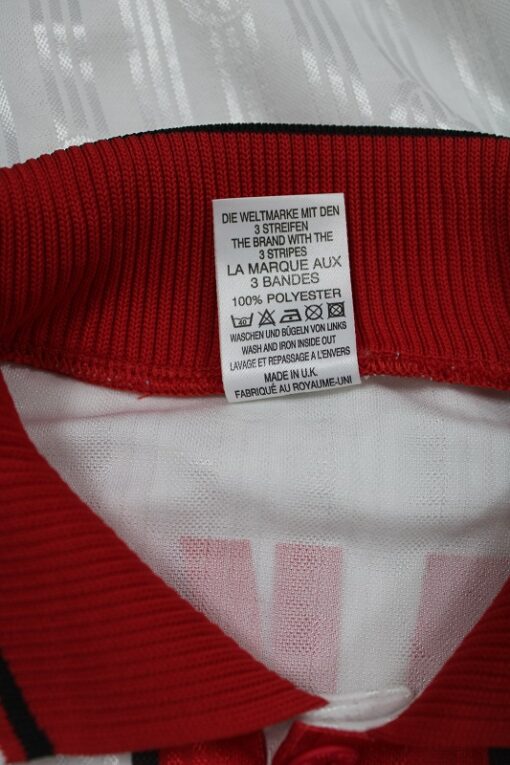 DIE WELTMARKE MIT DEN
3 STREIFEN
THE BRAND WITH THE
3 STRIPES
LA MARQUE AUX
3 BANDES
100% POLYESTER
40
WASCHEN UND BÜGELN VON LINKS
WASH AND IRON INSIDE OUT
LAVAGE ET REPASSAGE A L'ENVERS
MADE IN U.K.
FABRIQUÉ AU ROYAUME-UNI